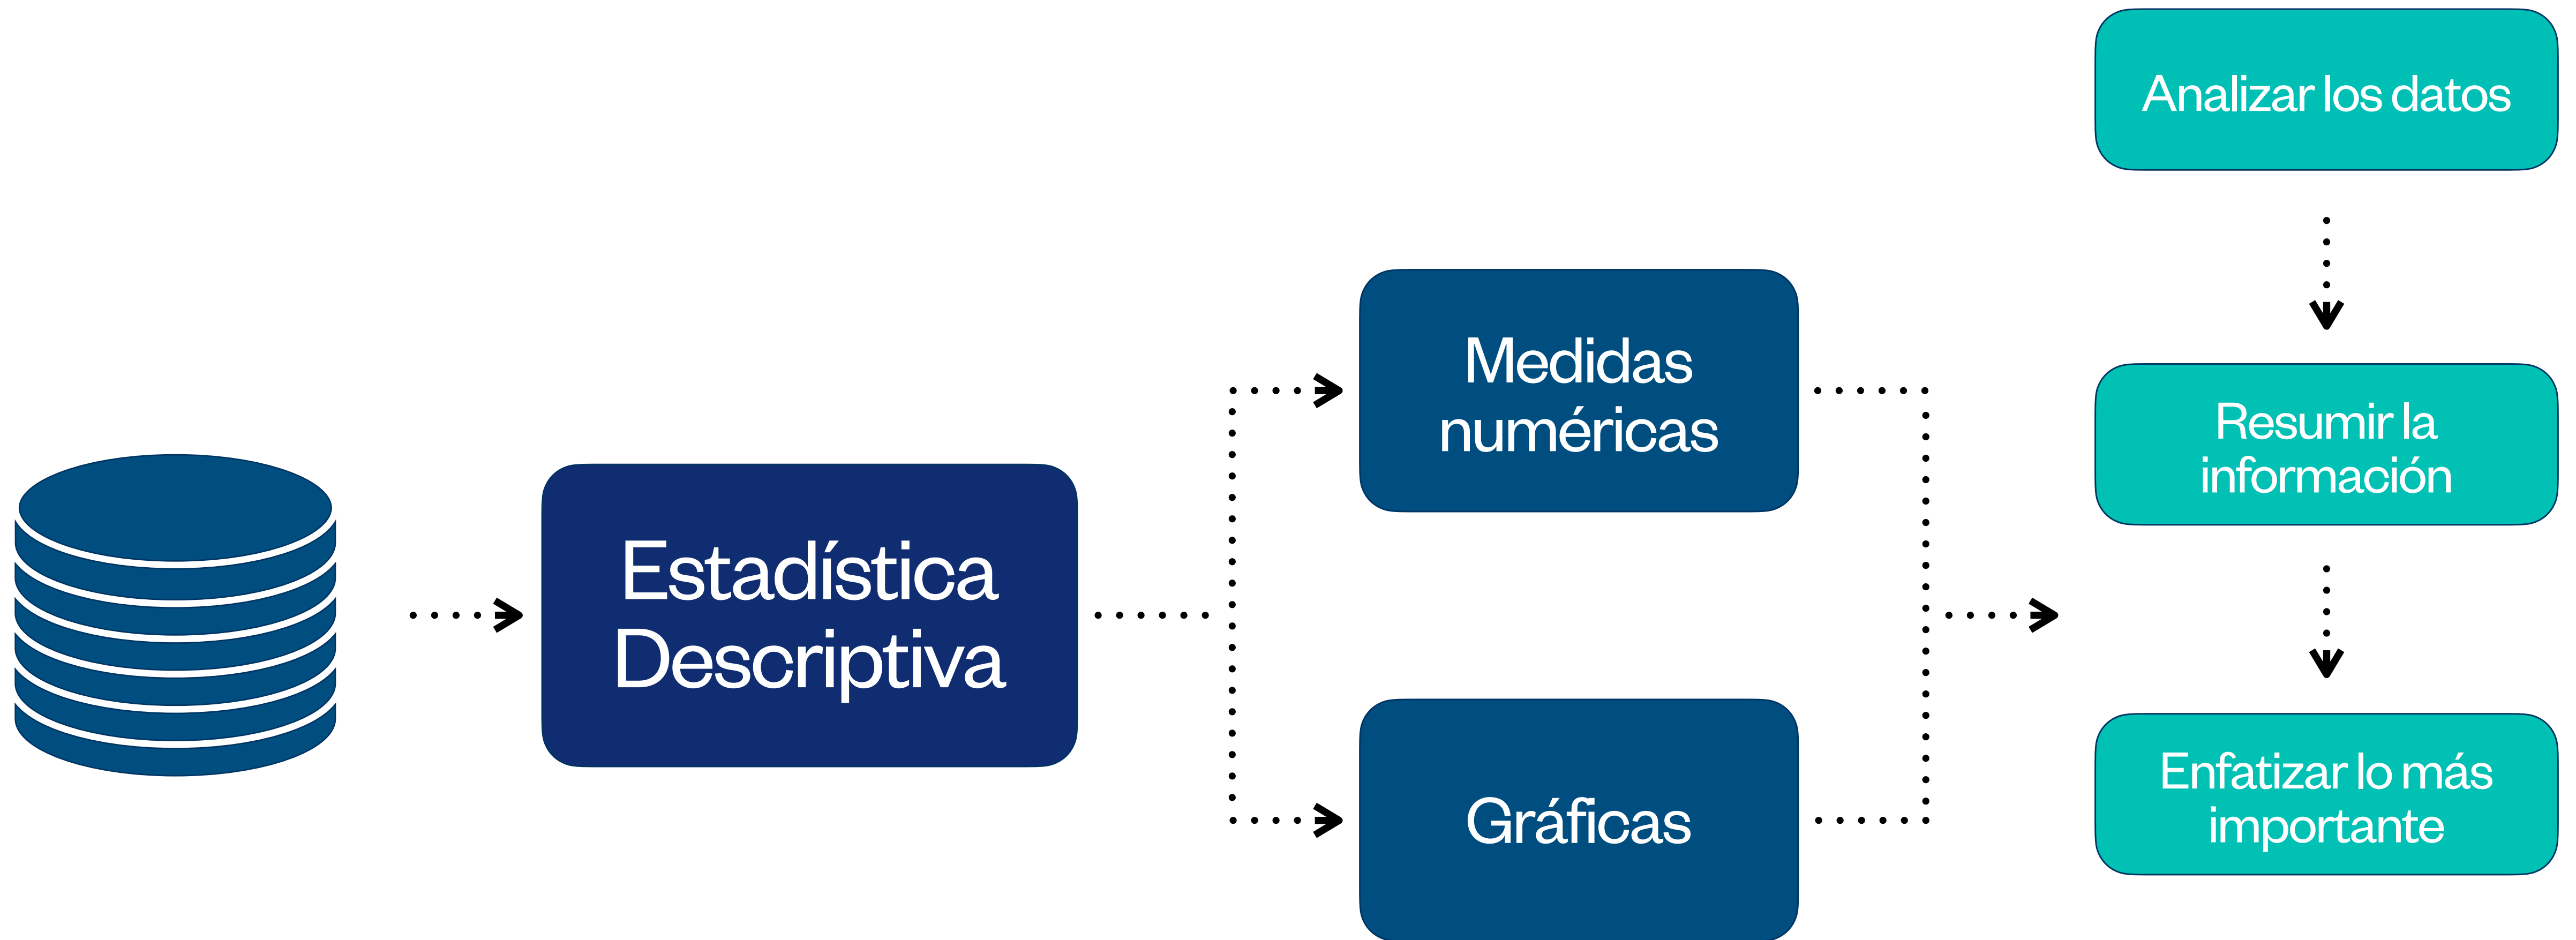 Estadística
Descriptiva
Medidas
numéricas
Gráficas
Analizar los datos
Resumir la
información
Enfatizar lo más
importante